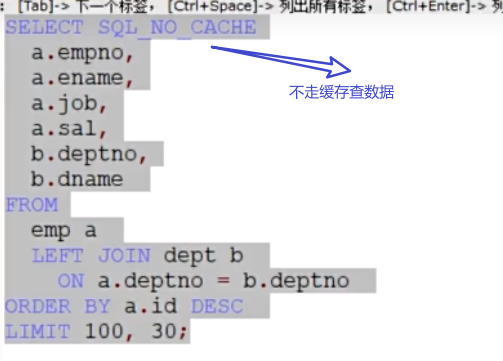 : [Tab]-> 下一个标签, [Ctrl+Space]-> 列出所有标签, [Ctrl+Enter]-> 列
SELECT SQL_NO_CACHE
不走缓存查数据
a.empno,
a.ename,
a.job,
a.sal,
b.deptno,
b.dname
FROM
emp a
LEFT JOIN dept b
ON a.deptno = b.deptno
ORDER BY a.id DESC
LIMIT 100, 30;